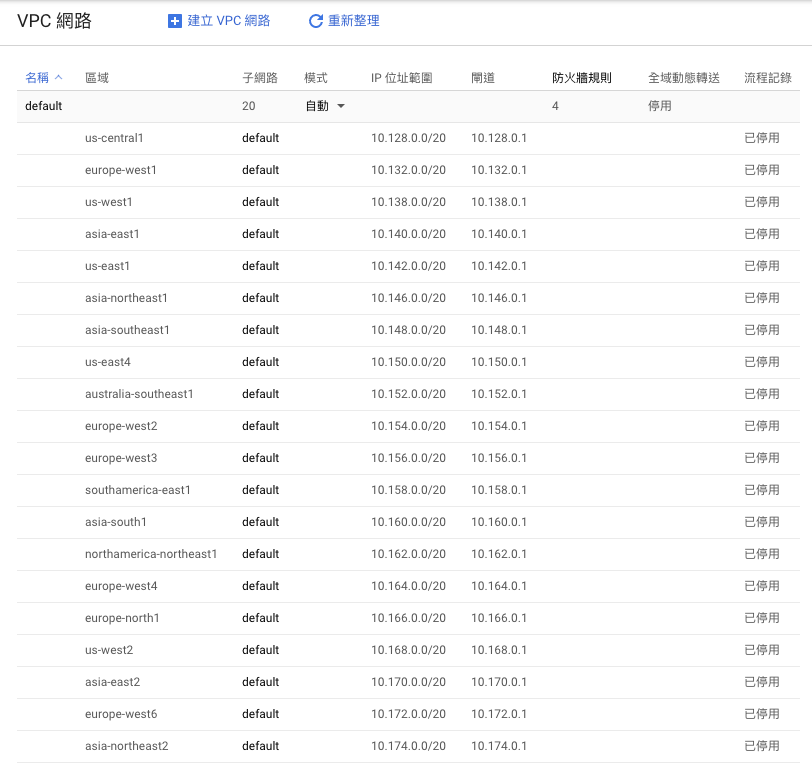 VPC 網路 建立 VPC 網路 重新整理
名稱 區域 子網路 模式 IP 位址範圍 閘道 防火牆規則 全域動態轉送 流程記錄
default 20 自動 4 停用
us-central1 default 10.128.0.0/20 10.128.0.1 已停用
europe-west1 default 10.132.0.0/20 10.132.0.1 已停用
us-west1 default 10.138.0.0/20 10.138.0.1 已停用
asia-east1 default 10.140.0.0/20 10.140.0.1 已停用
us-east1 default 10.142.0.0/20 10.142.0.1 已停用
asia-northeast1 default 10.146.0.0/20 10.146.0.1 已停用
asia-southeast1 default 10.148.0.0/20 10.148.0.1 已停用
us-east4 default 10.150.0.0/20 10.150.0.1 已停用
australia-southeast1 default 10.152.0.0/20 10.152.0.1 已停用
europe-west2 default 10.154.0.0/20 10.154.0.1 已停用
europe-west3 default 10.156.0.0/20 10.156.0.1 已停用
southamerica-east1 default 10.158.0.0/20 10.158.0.1 已停用
asia-south1 default 10.160.0.0/20 10.160.0.1 已停用
northamerica-northeast1 default 10.162.0.0/20 10.162.0.1 已停用
europe-west4 default 10.164.0.0/20 10.164.0.1 已停用
europe-north1 default 10.166.0.0/20 10.166.0.1 已停用
us-west2 default 10.168.0.0/20 10.168.0.1 已停用
asia-east2 default 10.170.0.0/20 10.170.0.1 已停用
europe-west6 default 10.172.0.0/20 10.172.0.1 已停用
asia-northeast2 default 10.174.0.0/20 10.174.0.1 已停用